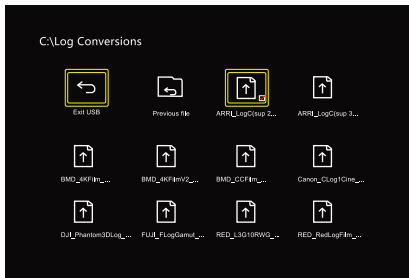 C:\Log Conversions
Exit USB
Previous file
ARRI_LogC(sup 2...
ARRI_LogC(sup 3...
BMD_4KFilm_...
BMD_4KFilmV2_...
BMD_CCFilm_...
Canon_CLog1Cine_...
DJI_Phantom3DLog_...
FUJI_FLogGamut_...
RED_L3G10RWG_...
RED_RedLogFilm_...